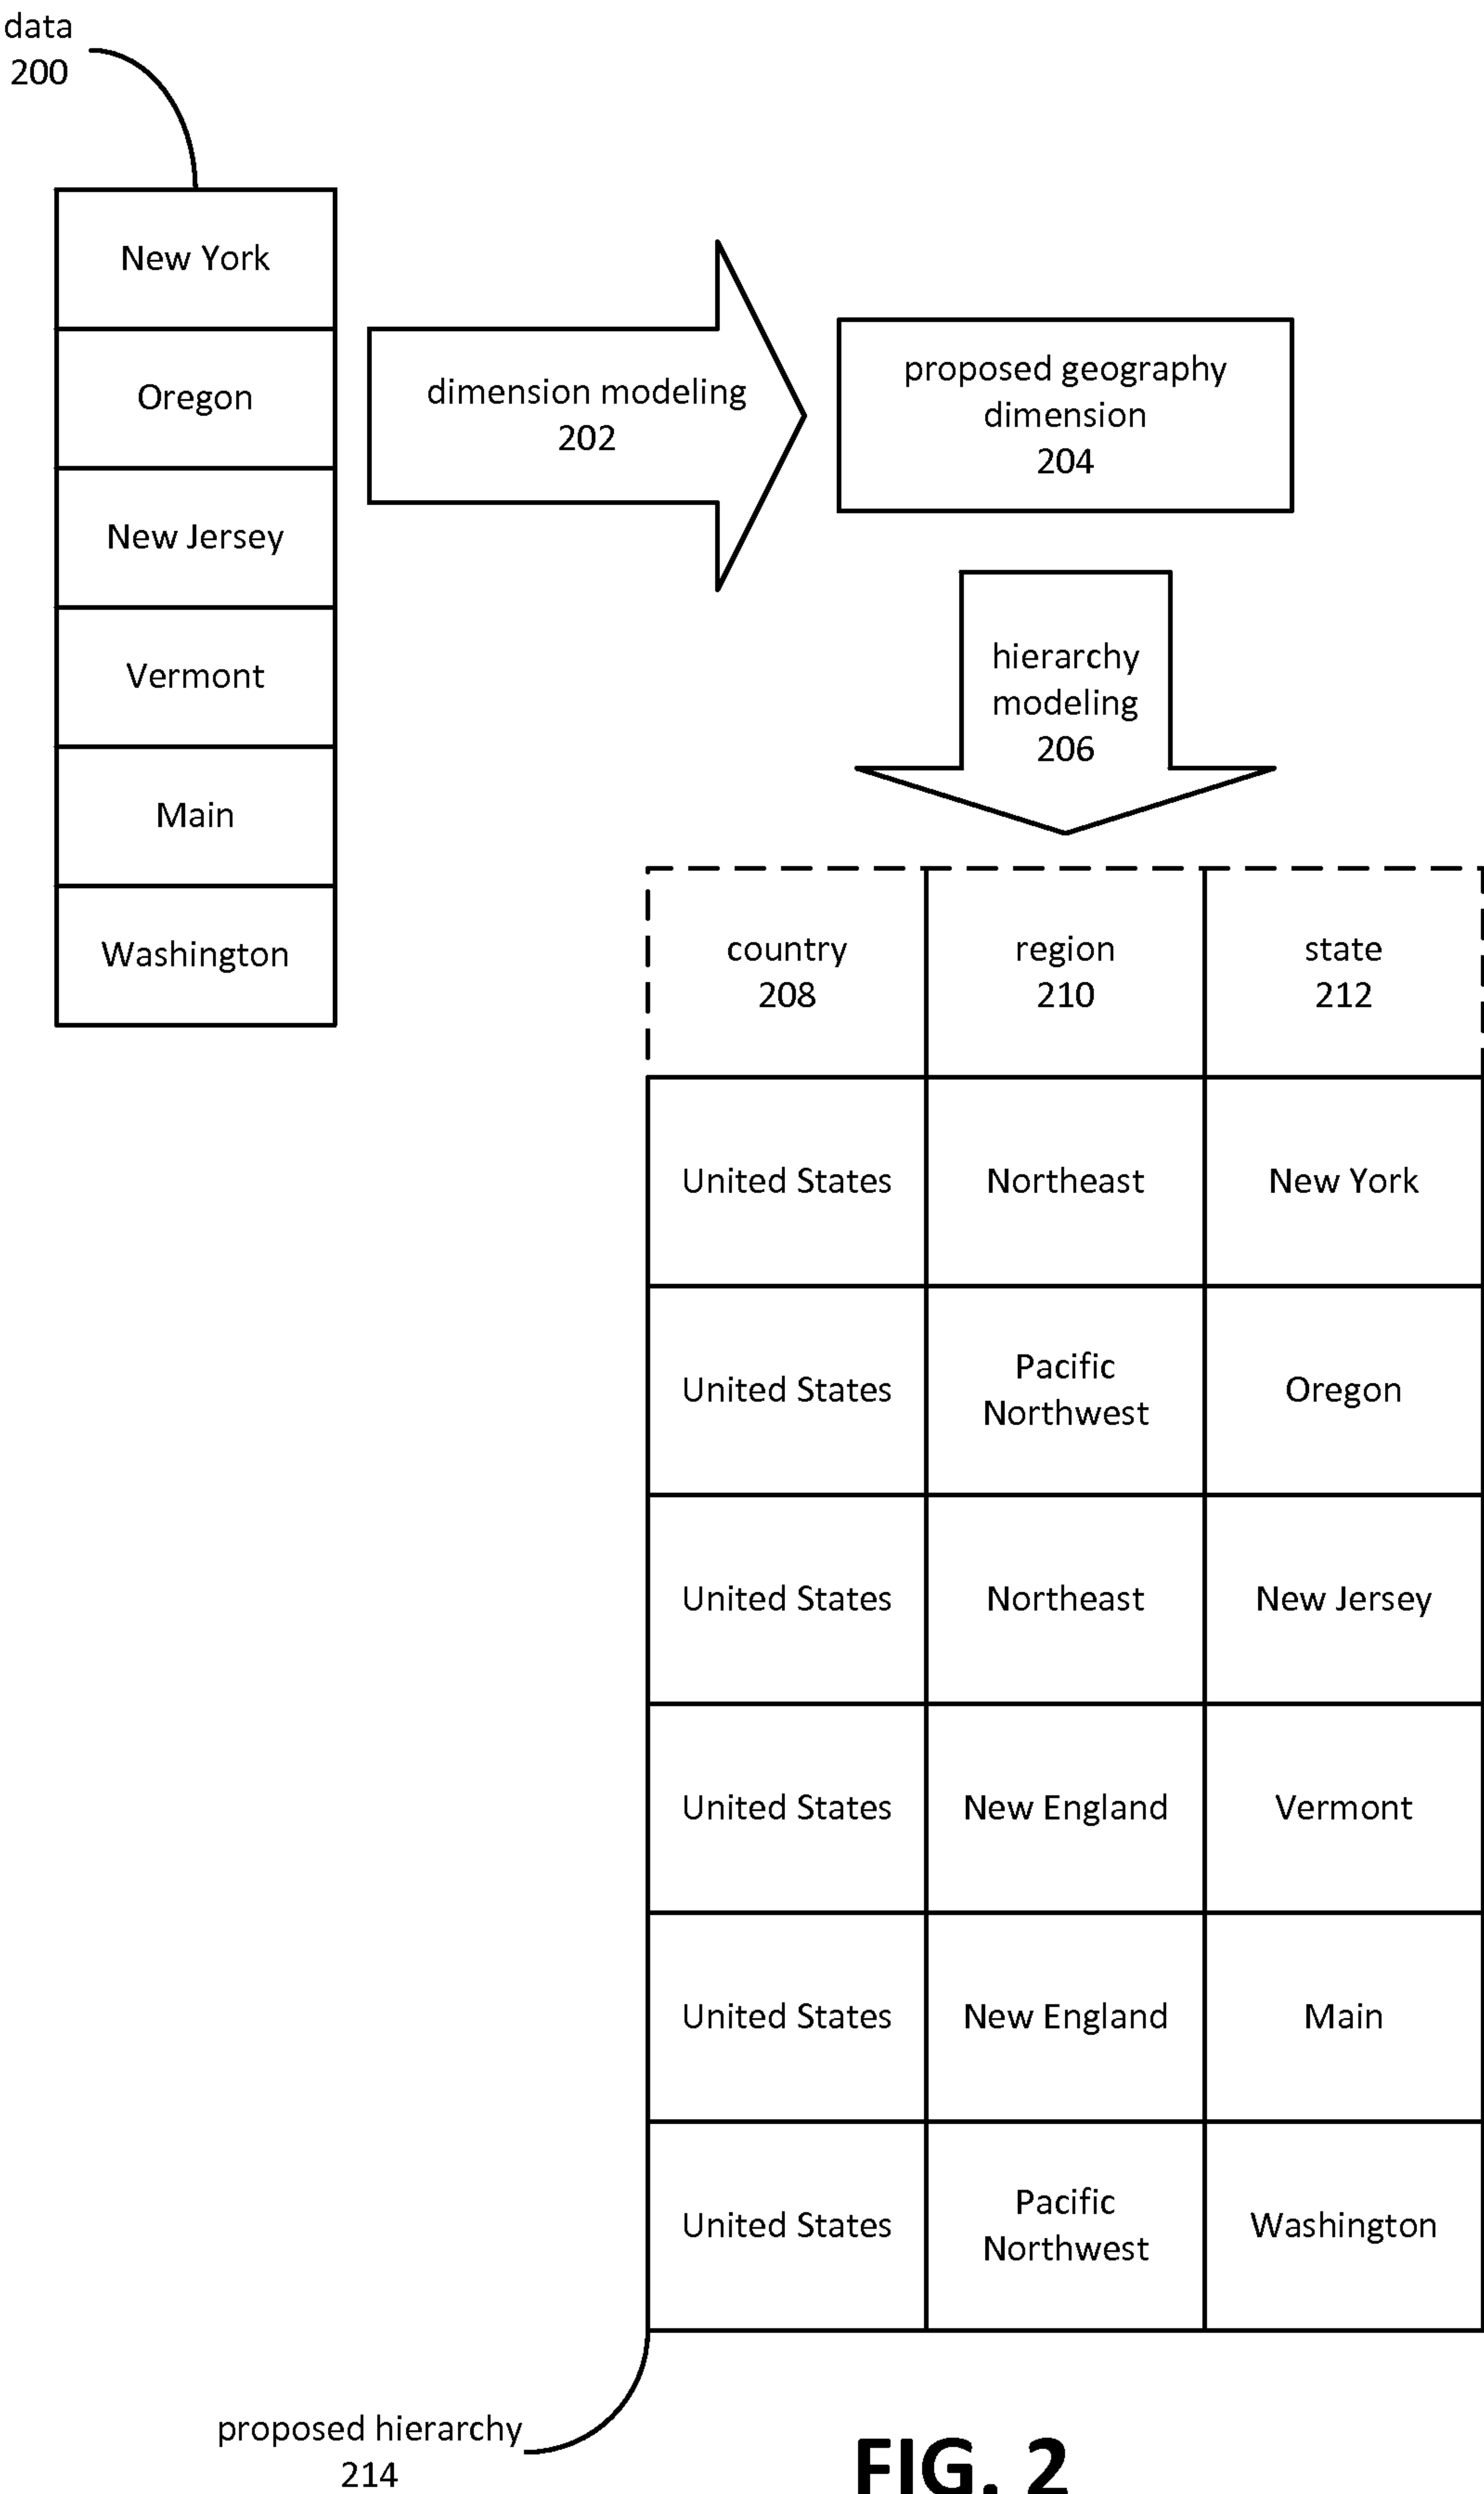 data
200
New York
Oregon
New Jersey
Vermont
Main
Washington
dimension modeling
202
proposed geography
dimension
204
hierarchy
modeling
206
country
208
region
210
state
212
United States
Northeast
New York
United States
Pacific
Northwest
Oregon
United States
Northeast
New Jersey
United States
New England
Vermont
United States
New England
Main
United States
Pacific
Northwest
Washington
proposed hierarchy
214
FIG. 2